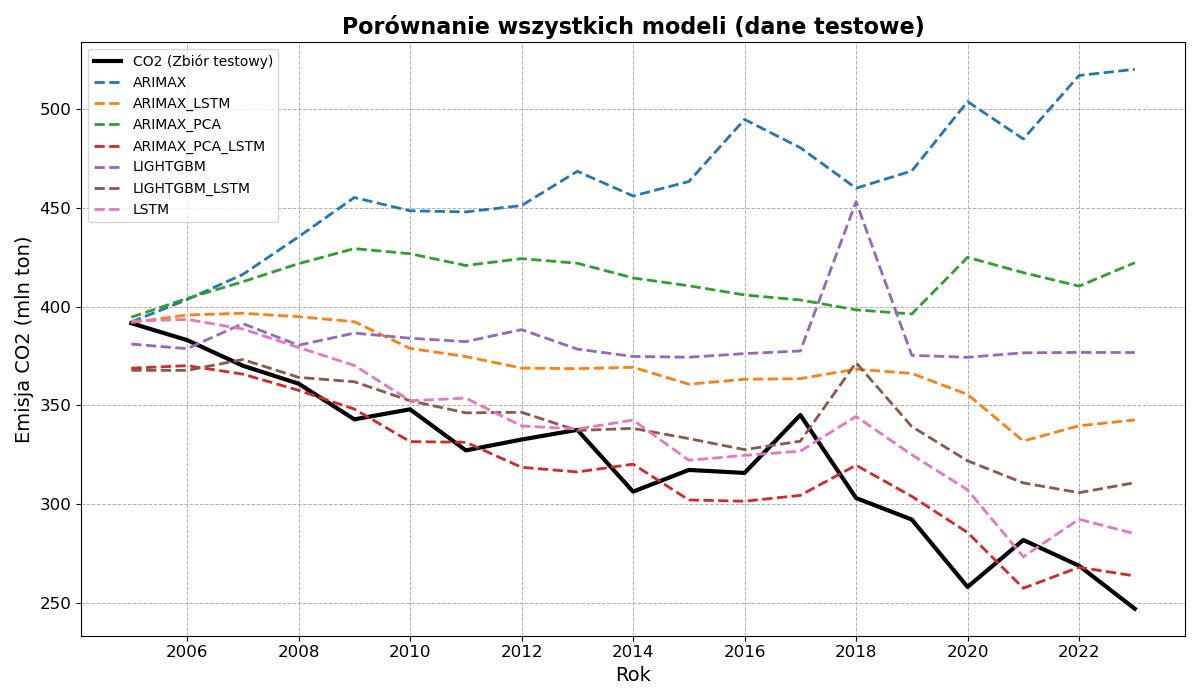 Porównanie wszystkich modeli (dane testowe)
CO2 (Zbiór testowy)
ARIMAX
ARIMAX_LSTM
ARIMAX_PCA
ARIMAX_PCA_LSTM
LIGHTGBM
LIGHTGBM_LSTM
LSTM
Emisja CO2 (mln ton)
500
450
400
350
300
250
2006 2008 2010 2012 2014 2016 2018 2020 2022
Rok